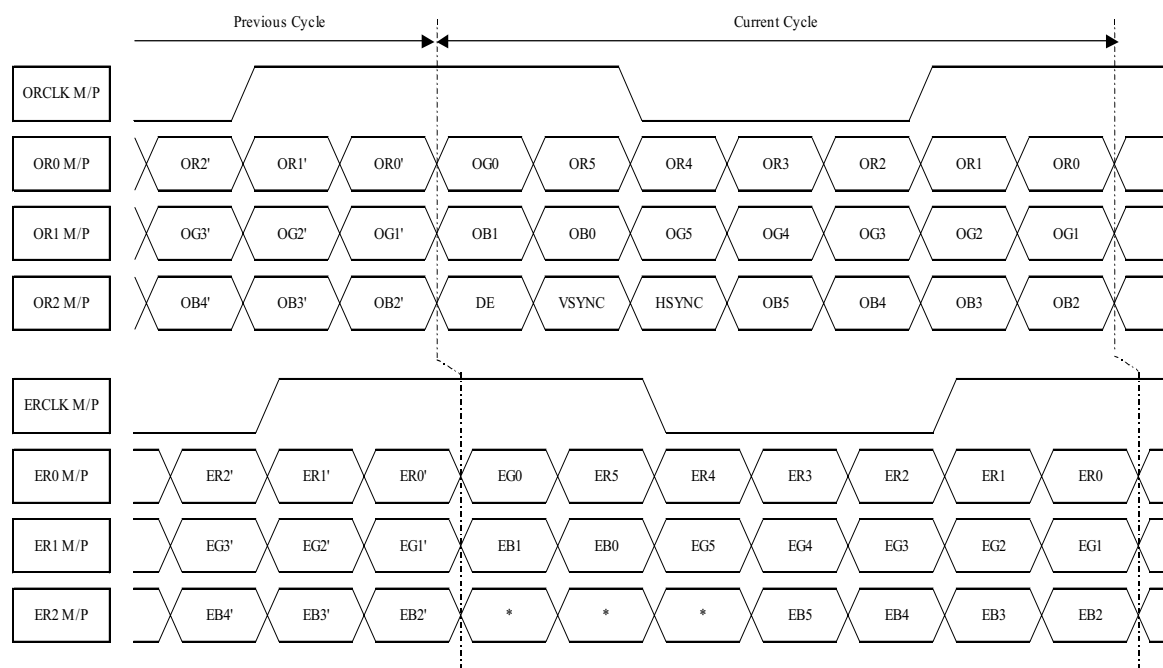 Previous Cycle Current Cycle
ORCLK M/P
OR0 M/P OR2' OR1' OR0' OG0 OR5 OR4 OR3 OR2 OR1 OR0
OR1 M/P OG3' OG2' OG1' OB1 OB0 OG5 OG4 OG3 OG2 OG1
OR2 M/P OB4' OB3' OB2' DE VSYNC HSYNC OB5 OB4 OB3 OB2
ERCLK M/P
ER0 M/P ER2' ER1' ER0' EG0 ER5 ER4 ER3 ER2 ER1 ER0
ER1 M/P EG3' EG2' EG1' EB1 EB0 EG5 EG4 EG3 EG2 EG1
ER2 M/P EB4' EB3' EB2' * * * EB5 EB4 EB3 EB2